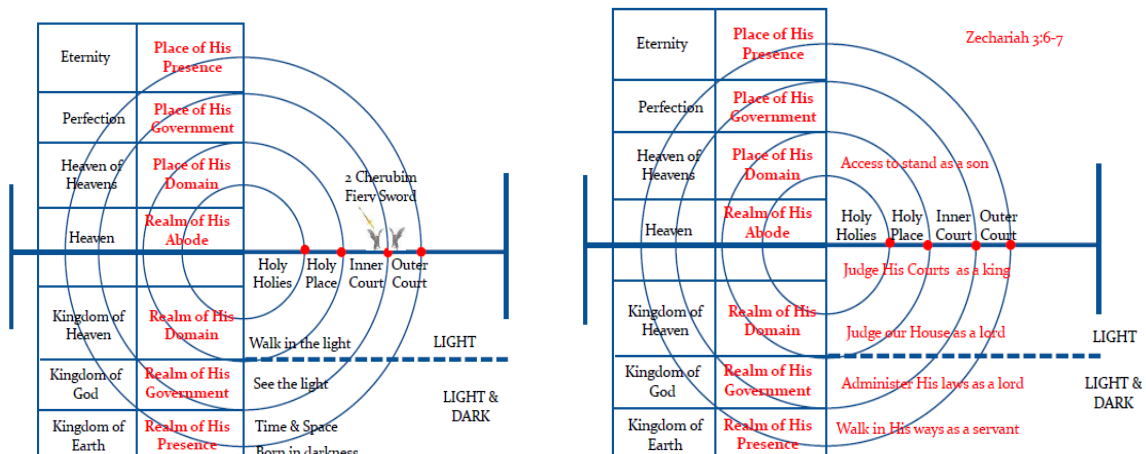 Eternity
Place of His
Presence
Perfection
Place of His
Government
Heaven of
Heavens
Place of His
Domain
2 Cherubim
Fiery Sword
Heaven
Realm of His
Abode
Holy
Holies
Holy
Place
Inner
Court
Outer
Court
Kingdom of
Heaven
Realm of His
Domain
Walk in the light
LIGHT
Kingdom
of God
Realm of His
Government
See the light
LIGHT &
DARK
Kingdom of
Earth
Realm of His
Presence
Time & Space
Born in darkness
Zechariah 3:6-7
Eternity
Place of His
Presence
Perfection
Place of His
Government
Heaven of
Heavens
Place of His
Domain
Access to stand as a son
Heaven
Realm of His
Abode
Holy
Holies
Holy
Place
Inner
Court
Outer
Court
Judge His Courts as a king
Kingdom of
Heaven
Realm of His
Domain
Judge our House as a lord
LIGHT
Kingdom
of God
Realm of His
Government
Administer His laws as a lord
LIGHT &
DARK
Kingdom of
Earth
Realm of His
Presence
Walk in His ways as a servant